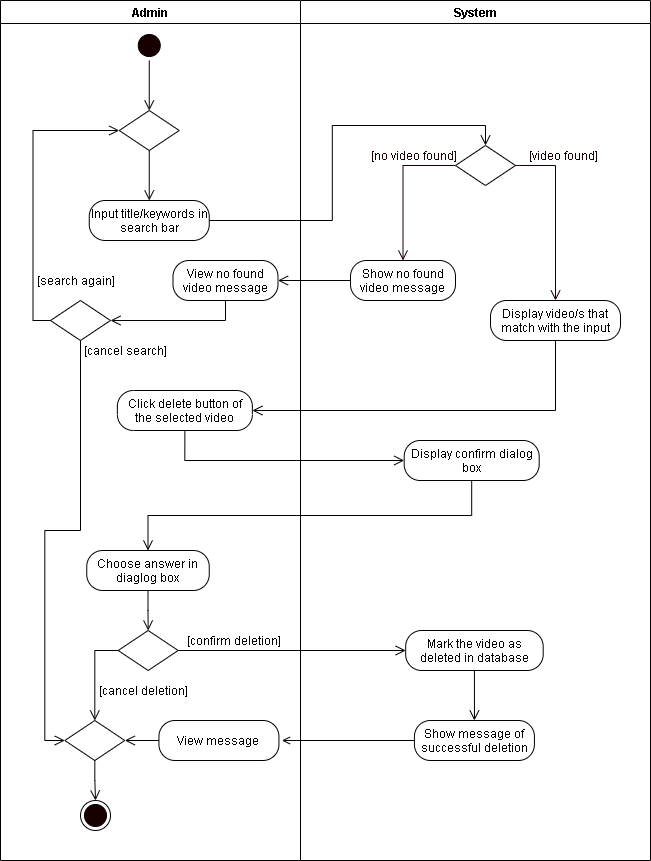 Admin
System
[no video found]
[video found]
Input title/keywords in
search bar
[search again]
View no found
video message
Show no found
video message
Display video/s that
match with the input
[cancel search]
Click delete button of
the selected video
Display confirm dialog
box
Choose answer in
diaglog box
[confirm deletion]
Mark the video as
deleted in database
[cancel deletion]
View message
Show message of
successful deletion